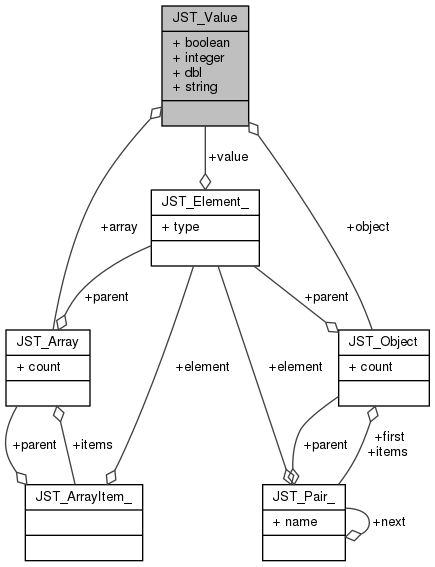 JST_Value
+ boolean
+ integer
+ dbl
+ string
+value
JST_Element_
+ type
+array
+object
+parent
+parent
JST_Array
+ count
JST_Object
+ count
+element
+element
+parent
+items
+parent
+first
+items
JST_ArrayItem_
JST_Pair_
+ name
+next